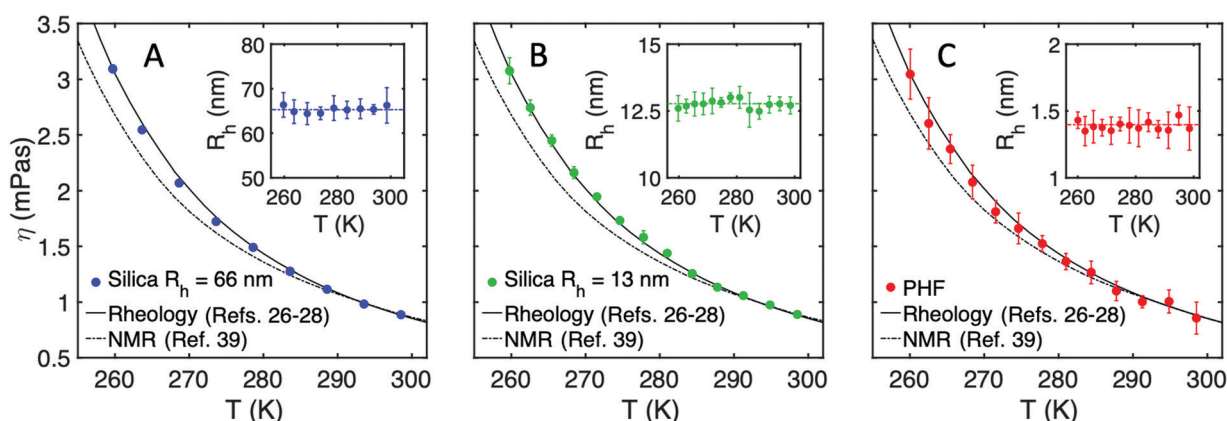 3.5
3
2.5
2
1.5
1
0.5
η (mPas)
A
80
70
60
50
R_h (nm)
260 280 300
T (K)
Silica R_h = 66 nm
Rheology (Refs. 26-28)
NMR (Ref. 39)
260 270 280 290 300
T (K)
B
15
12.8
10
R_h (nm)
260 280 300
T (K)
Silica R_h = 13 nm
Rheology (Refs. 26-28)
NMR (Ref. 39)
260 270 280 290 300
T (K)
C
2
1.4
1
R_h (nm)
260 280 300
T (K)
PHF
Rheology (Refs. 26-28)
NMR (Ref. 39)
260 270 280 290 300
T (K)